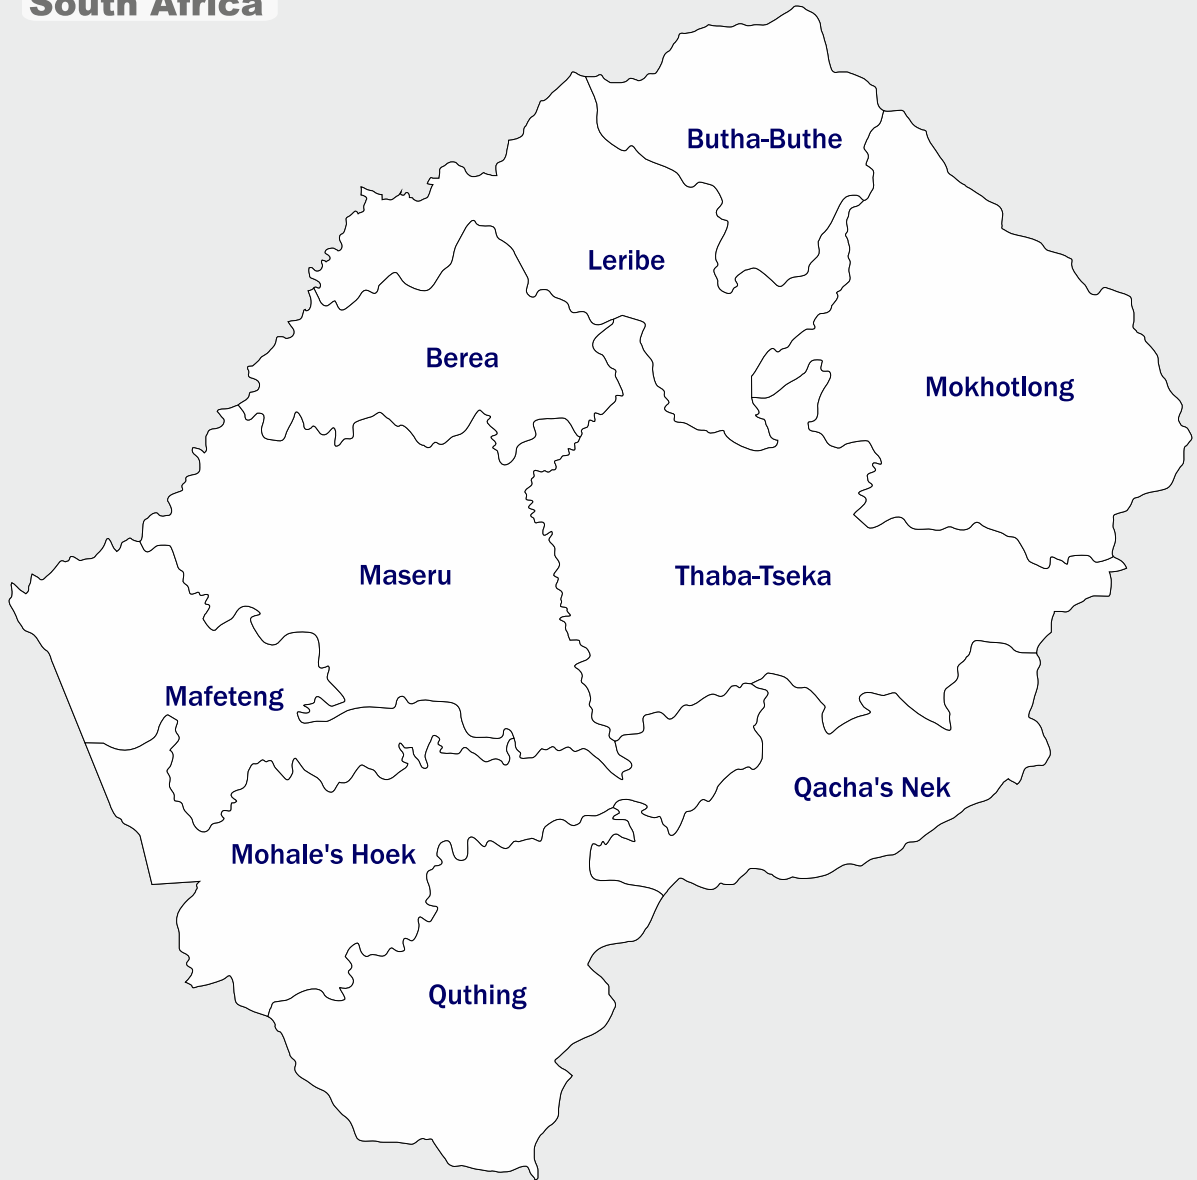 South Africa
Butha-Buthe
Leribe
Berea
Mokhotlong
Maseru
Thaba-Tseka
Mafeteng
Qacha's Nek
Mohale's Hoek
Quthing